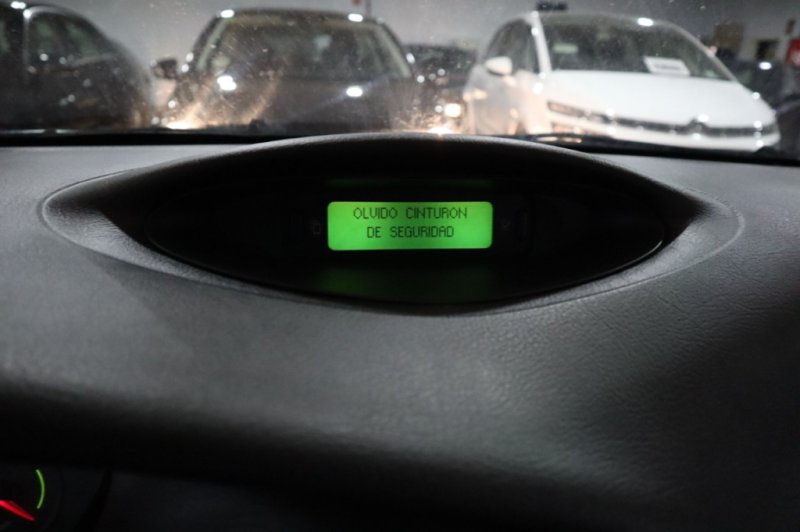 OLVIDO CINTURON
DE SEGURIDAD